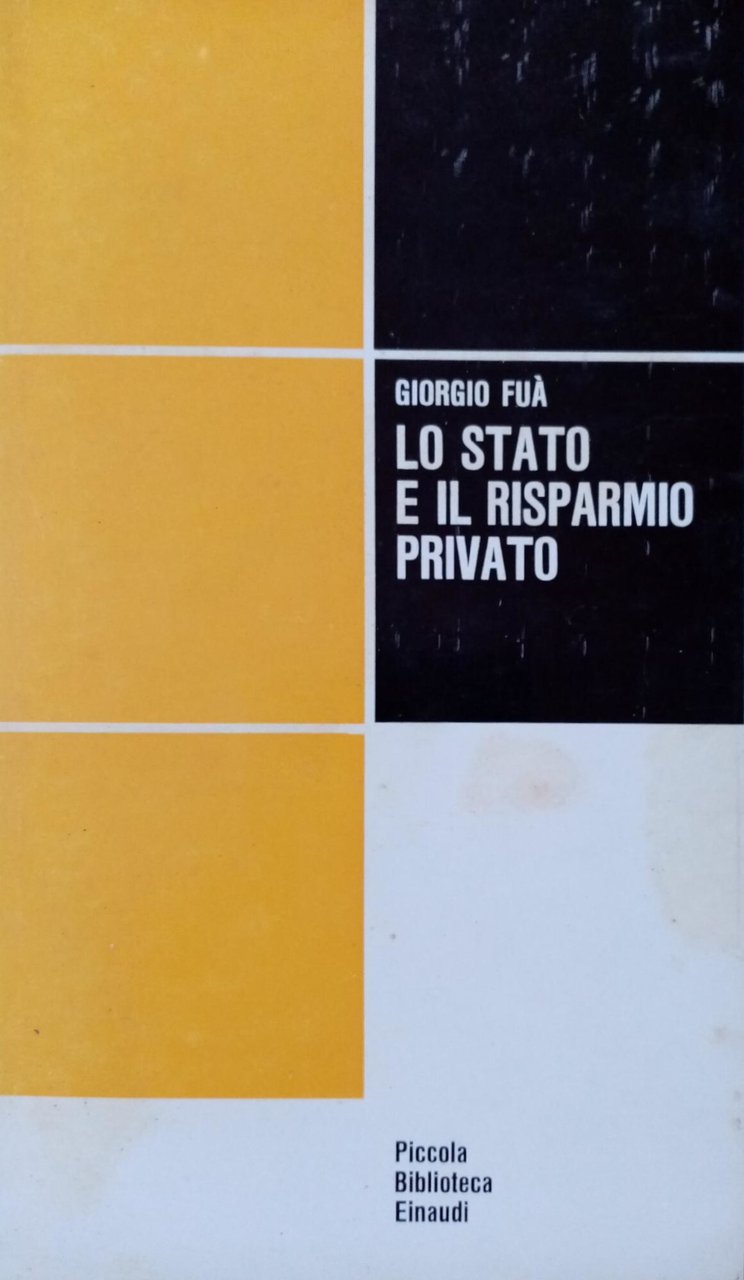 GIORGIO FUÀ
LO STATO
E IL RISPARMIO
PRIVATO
Piccola
Biblioteca
Einaudi